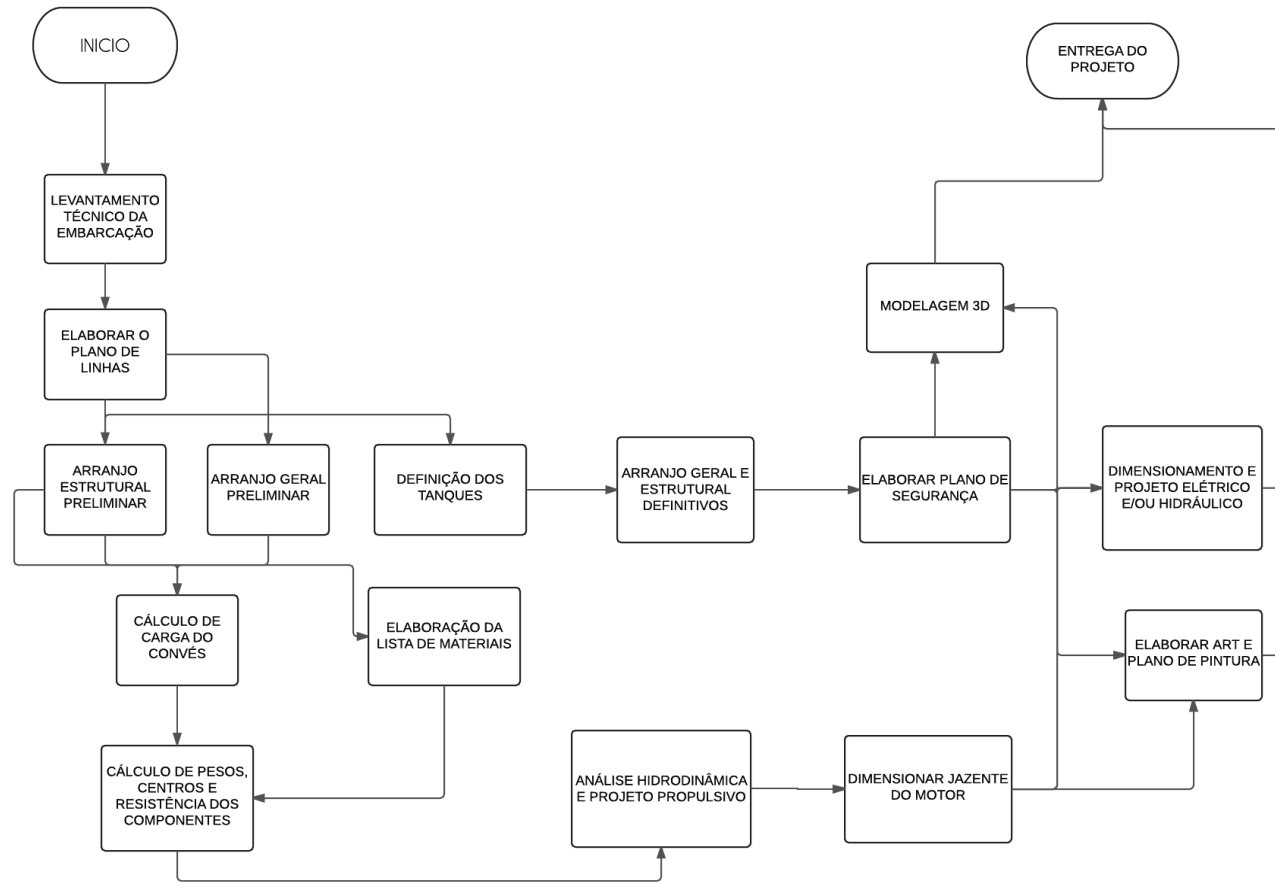 INICIO
ENTREGA DO
PROJETO
LEVANTAMENTO
TÉCNICO DA
EMBARCAÇÃO
ELABORAR O
PLANO DE
LINHAS
MODELAGEM 3D
ARRANJO
ESTRUTURAL
PRELIMINAR
ARRANJO GERAL
PRELIMINAR
DEFINIÇÃO DOS
TANQUES
ARRANJO GERAL E
ESTRUTURAL
DEFINITIVOS
ELABORAR PLANO DE
SEGURANÇA
DIMENSIONAMENTO E
PROJETO ELÉTRICO
E/OU HIDRÁULICO
CÁLCULO DE
CARGA DO
CONVÉS
ELABORAÇÃO DA
LISTA DE MATERIAIS
ELABORAR ART E
PLANO DE PINTURA
CÁLCULO DE PESOS,
CENTROS E
RESISTÊNCIA DOS
COMPONENTES
ANÁLISE HIDRODINÂMICA
E PROJETO PROPULSIVO
DIMENSIONAR JAZENTE
DO MOTOR